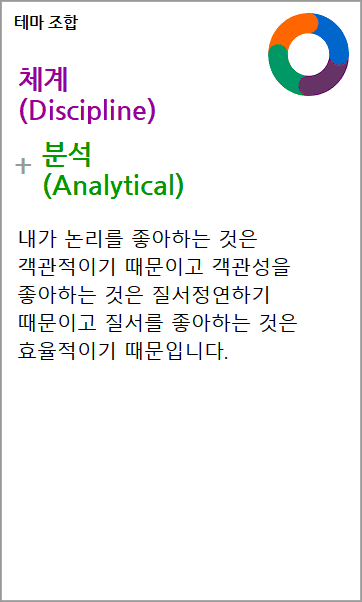 테마 조합
체계
(Discipline)
+ 분석
(Analytical)
내가 논리를 좋아하는 것은
객관적이기 때문이고 객관성을
좋아하는 것은 질서정연하기
때문이고 질서를 좋아하는 것은
효율적이기 때문입니다.